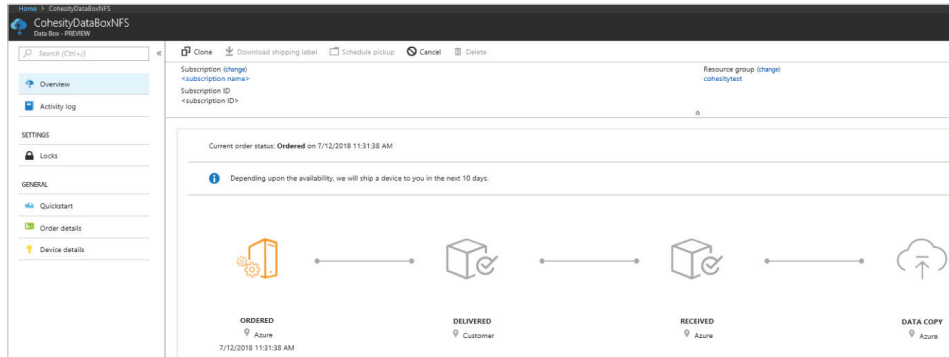 Home > CohesityDataBoxNFS
CohesityDataBoxNFS
Data Box - PREVIEW
Search (Ctrl+/)
«
Clone
Download shipping label
Schedule pickup
Cancel
Delete
Overview
Activity log
SETTINGS
Locks
GENERAL
Quickstart
Order details
Device details
Subscription (change)
<subscription name>
Subscription ID
<subscription ID>
Resource group (change)
cohesitytest
Current order status: Ordered on 7/12/2018 11:31:38 AM
Depending upon the availability, we will ship a device to you in the next 10 days.
ORDERED
Azure
7/12/2018 11:31:38 AM
DELIVERED
Customer
RECEIVED
Azure
DATA COPY
Azure